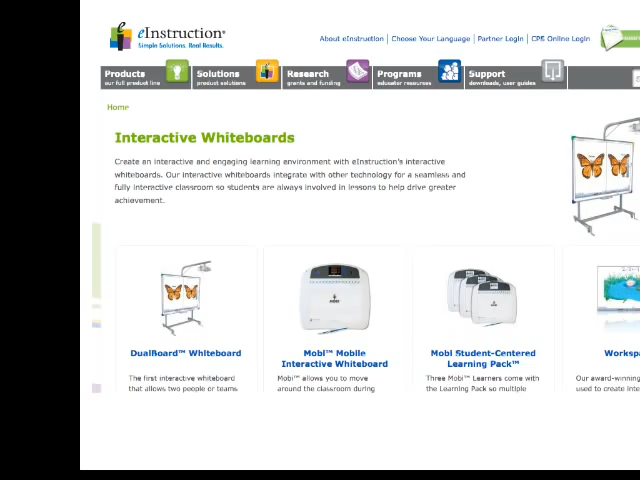 eInstruction®
Simple Solutions. Real Results.
About eInstruction | Choose Your Language | Partner Login | CPS Online Login
Products
our full product line
Solutions
product solutions
Research
grants and funding
Programs
educator resources
Support
downloads, user guides
Home
Interactive Whiteboards
Create an interactive and engaging learning environment with eInstruction's interactive
whiteboards. Our interactive whiteboards integrate with other technology for a seamless and
fully interactive classroom so students are always involved in lessons to help drive greater
achievement.
DualBoard™ Whiteboard
The first interactive whiteboard
that allows two people or teams
Mobi™ Mobile
Interactive Whiteboard
Mobi™ allows you to move
around the classroom during
Mobi Student-Centered
Learning Pack™
Three Mobi™ Learners come with
the Learning Pack so multiple
Workspa
Our award-winning
used to create inte